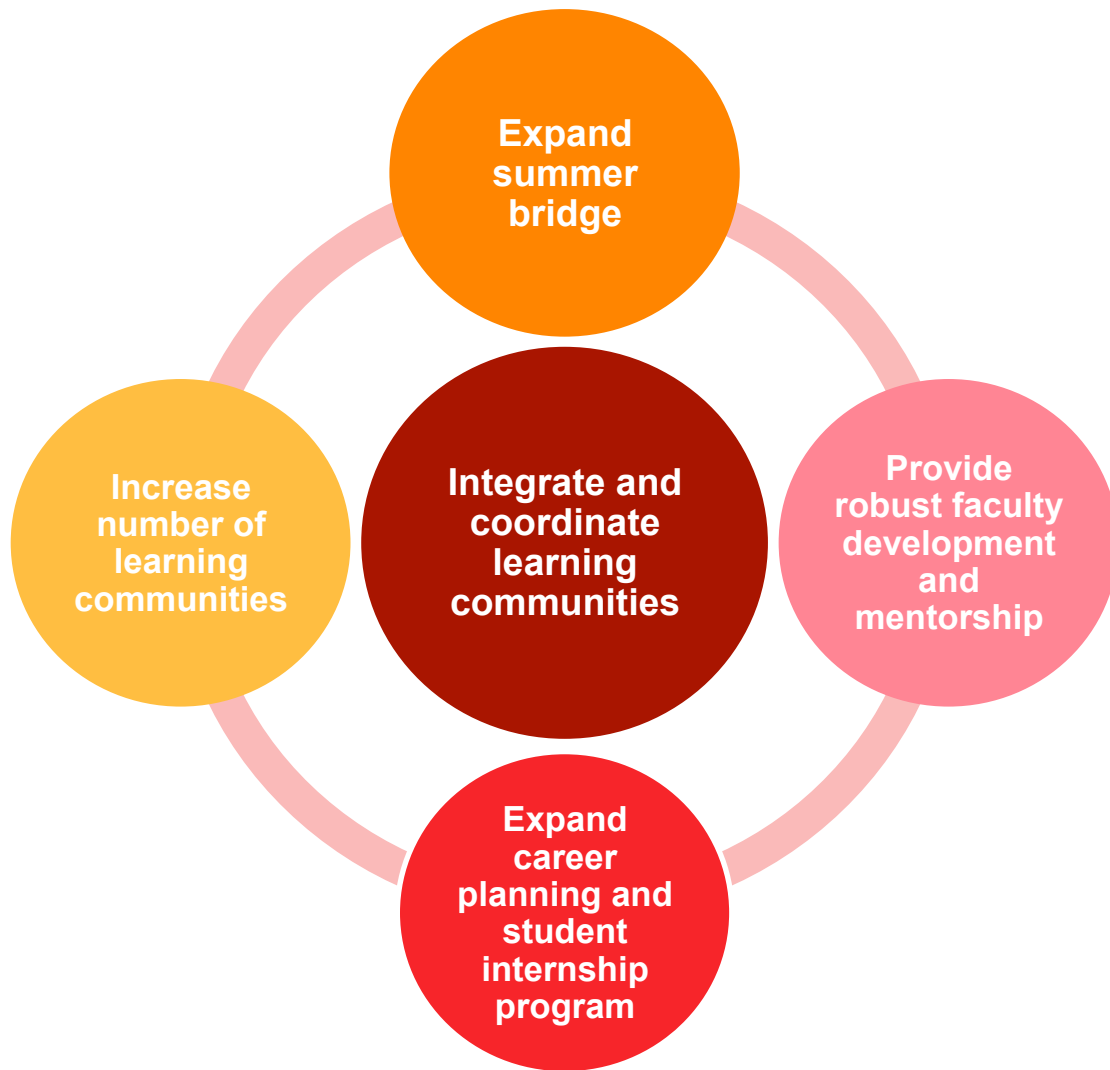 Expand
summer
bridge
Increase
number of
learning
communities
Integrate and
coordinate
learning
communities
Provide
robust faculty
development
and
mentorship
Expand
career
planning and
student
internship
program